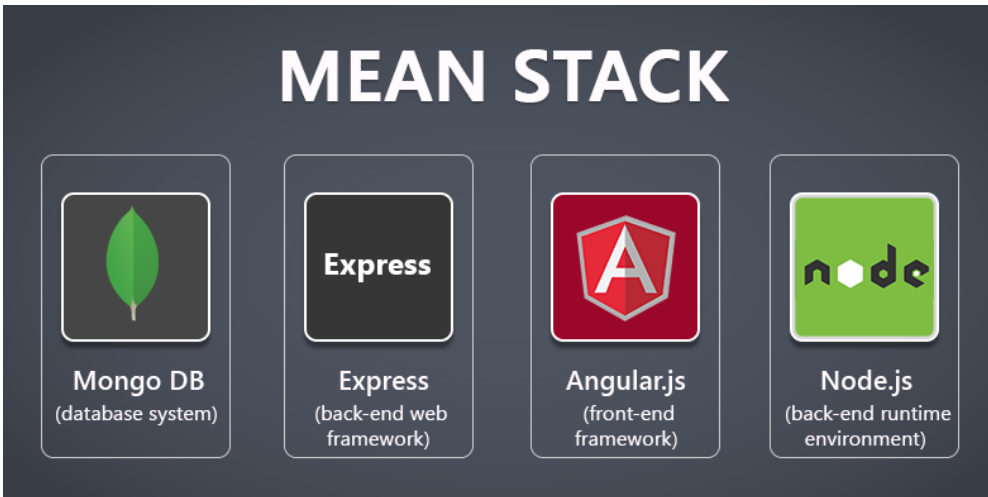 MEAN STACK
Express
node
Mongo DB
(database system)
Express
(back-end web
framework)
Angular.js
(front-end
framework)
Node.js
(back-end runtime
environment)